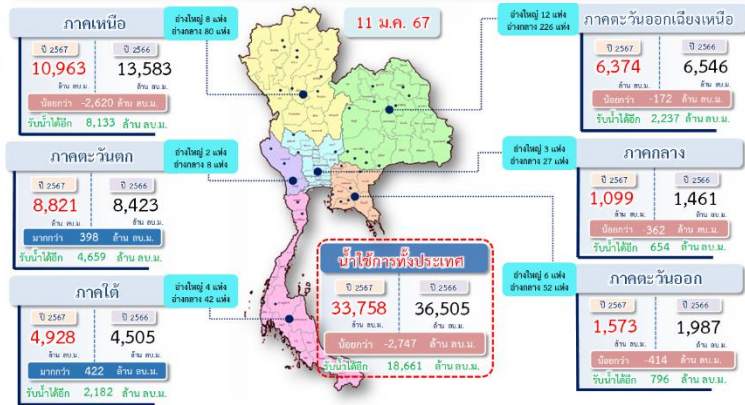 11 ม.ค. 67
ภาคเหนือ
อ่างใหญ่ 8 แห่ง
อ่างกลาง 80 แห่ง
ปี 2567 ปี 2566
10,963 13,583
ล้าน ลบ.ม. ล้าน ลบ.ม.
น้อยกว่า -2,620 ล้าน ลบ.ม.
รับน้ำได้อีก 8,133 ล้าน ลบ.ม.
ภาคตะวันออกเฉียงเหนือ
อ่างใหญ่ 12 แห่ง
อ่างกลาง 226 แห่ง
ปี 2567 ปี 2566
6,374 6,546
ล้าน ลบ.ม. ล้าน ลบ.ม.
น้อยกว่า -172 ล้าน ลบ.ม.
รับน้ำได้อีก 2,237 ล้าน ลบ.ม.
ภาคตะวันตก
อ่างใหญ่ 2 แห่ง
อ่างกลาง 8 แห่ง
ปี 2567 ปี 2566
8,821 8,423
ล้าน ลบ.ม. ล้าน ลบ.ม.
มากกว่า 398 ล้าน ลบ.ม.
รับน้ำได้อีก 4,659 ล้าน ลบ.ม.
ภาคกลาง
อ่างใหญ่ 3 แห่ง
อ่างกลาง 27 แห่ง
ปี 2567 ปี 2566
1,099 1,461
ล้าน ลบ.ม. ล้าน ลบ.ม.
น้อยกว่า -362 ล้าน ลบ.ม.
รับน้ำได้อีก 654 ล้าน ลบ.ม.
ภาคใต้
อ่างใหญ่ 4 แห่ง
อ่างกลาง 42 แห่ง
ปี 2567 ปี 2566
4,928 4,505
ล้าน ลบ.ม. ล้าน ลบ.ม.
มากกว่า 422 ล้าน ลบ.ม.
รับน้ำได้อีก 2,182 ล้าน ลบ.ม.
น้ำใช้การทั้งประเทศ
ปี 2567 ปี 2566
33,758 36,505
ล้าน ลบ.ม. ล้าน ลบ.ม.
น้อยกว่า -2,747 ล้าน ลบ.ม.
รับน้ำได้อีก 18,661 ล้าน ลบ.ม.
ภาคตะวันออก
อ่างใหญ่ 6 แห่ง
อ่างกลาง 52 แห่ง
ปี 2567 ปี 2566
1,573 1,987
ล้าน ลบ.ม. ล้าน ลบ.ม.
น้อยกว่า -414 ล้าน ลบ.ม.
รับน้ำได้อีก 796 ล้าน ลบ.ม.